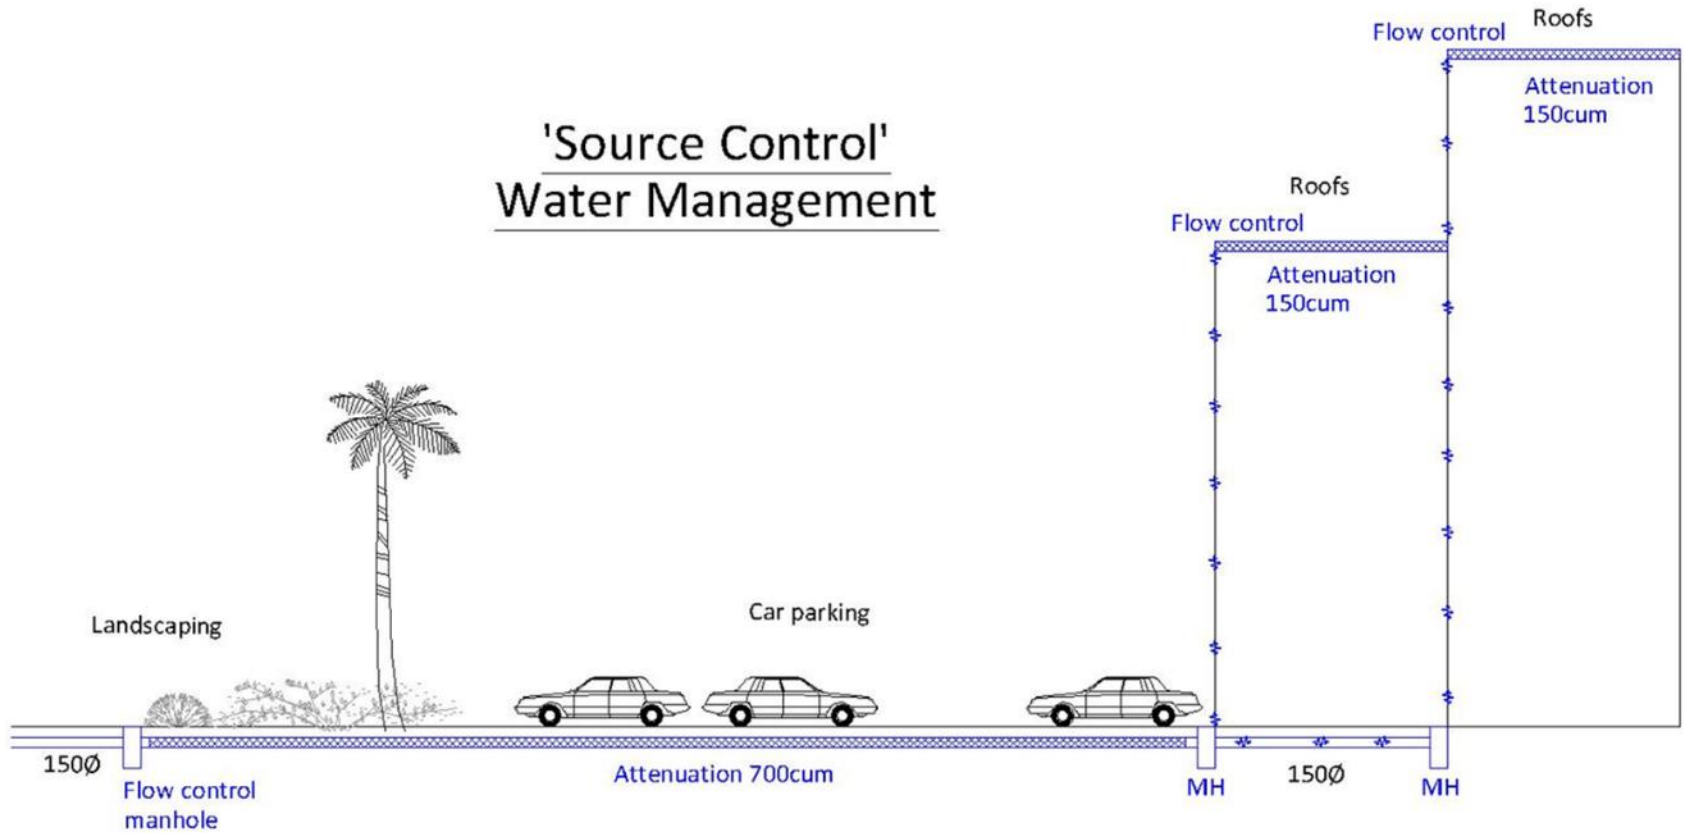 Roofs
Flow control
Attenuation
150cum
'Source Control'
Water Management
Roofs
Flow control
Attenuation
150cum
Landscaping
Car parking
150Ø
Flow control
manhole
Attenuation 700cum
MH
150Ø
MH